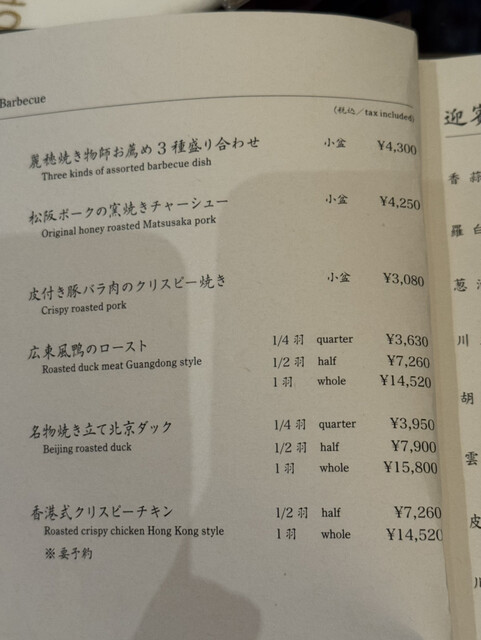 Barbecue
(税込／tax included)
麗穂焼き物師お薦め3種盛り合わせ 小盆 ¥4,300
Three kinds of assorted barbecue dish
松阪ポークの窯焼きチャーシュー 小盆 ¥4,250
Original honey roasted Matsusaka pork
皮付き豚バラ肉のクリスピー焼き 小盆 ¥3,080
Crispy roasted pork
広東風鴨のロースト 1/4 羽 quarter ¥3,630
Roasted duck meat Guangdong style 1/2 羽 half ¥7,260
1 羽 whole ¥14,520
名物焼き立て北京ダック 1/4 羽 quarter ¥3,950
Beijing roasted duck 1/2 羽 half ¥7,900
1 羽 whole ¥15,800
香港式クリスピーチキン 1/2 羽 half ¥7,260
Roasted crispy chicken Hong Kong style 1 羽 whole ¥14,520
※要予約
迎賓
香蒜
羅白
葱
川
胡
雲
皮
川